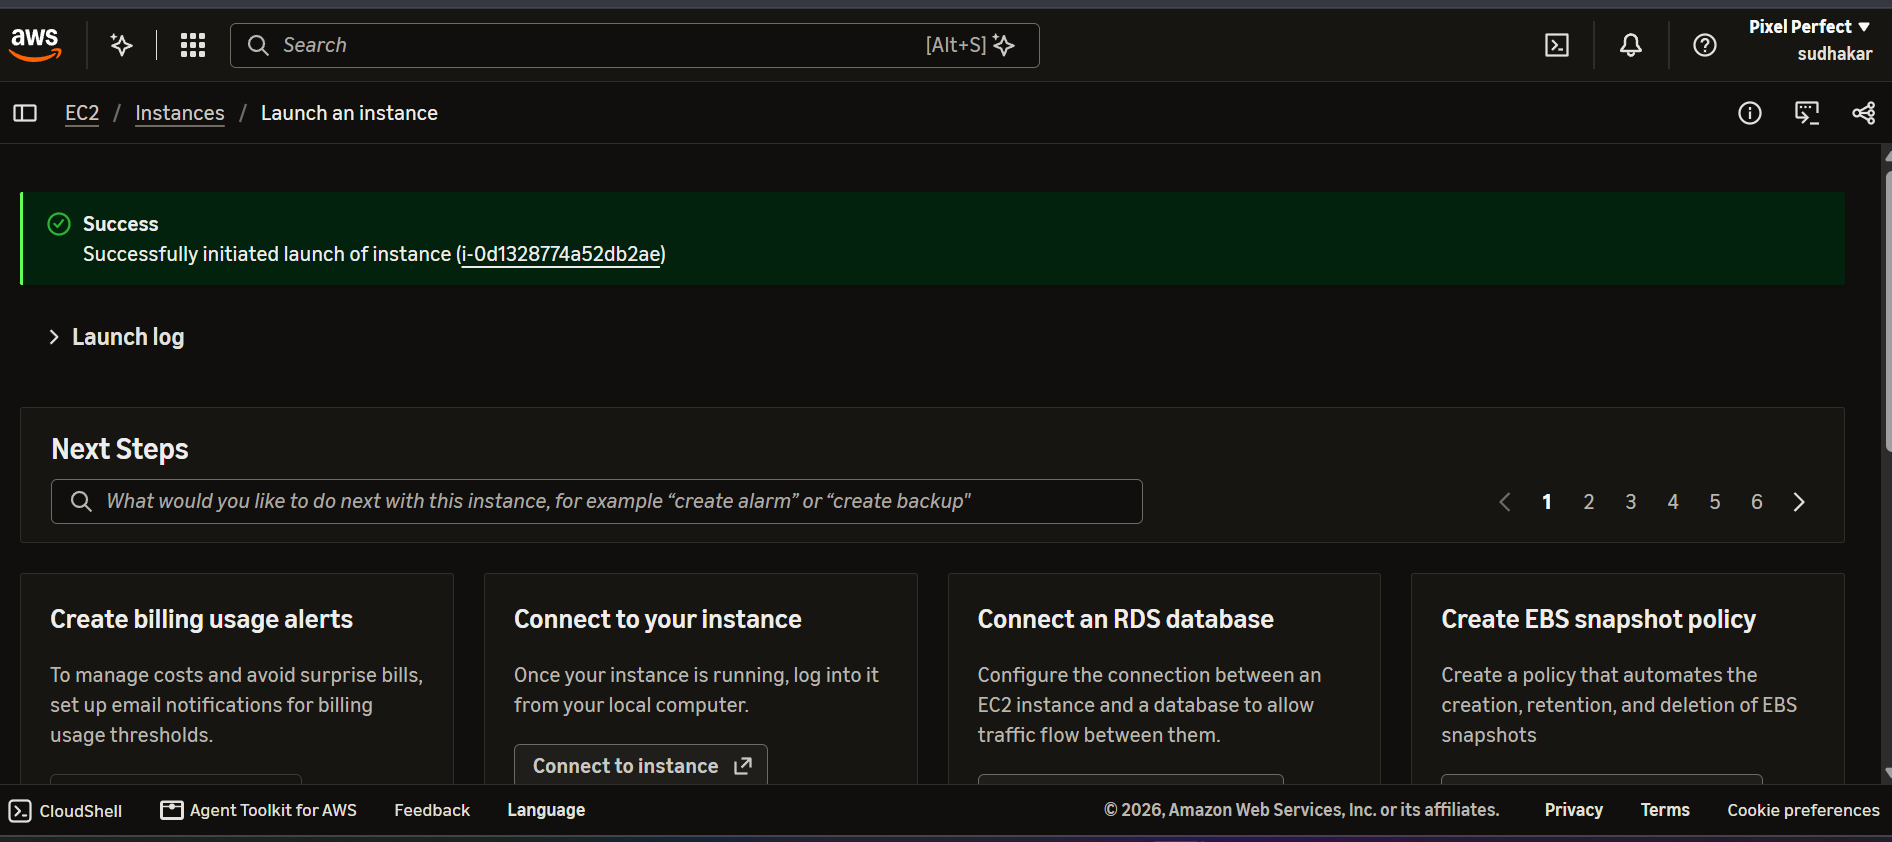 aws
Search [Alt+S]
Pixel Perfect
sudhakar
EC2 / Instances / Launch an instance
Success
Successfully initiated launch of instance (i-0d1328774a52db2ae)
Launch log
Next Steps
What would you like to do next with this instance, for example “create alarm” or “create backup"
1 2 3 4 5 6
Create billing usage alerts
To manage costs and avoid surprise bills,
set up email notifications for billing
usage thresholds.
Connect to your instance
Once your instance is running, log into it
from your local computer.
Connect to instance
Connect an RDS database
Configure the connection between an
EC2 instance and a database to allow
traffic flow between them.
Create EBS snapshot policy
Create a policy that automates the
creation, retention, and deletion of EBS
snapshots
CloudShell Agent Toolkit for AWS Feedback Language © 2026, Amazon Web Services, Inc. or its affiliates. Privacy Terms Cookie preferences